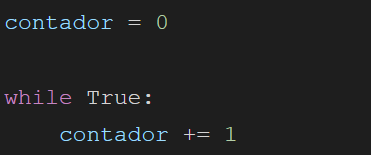 contador = 0
while True:
    contador += 1